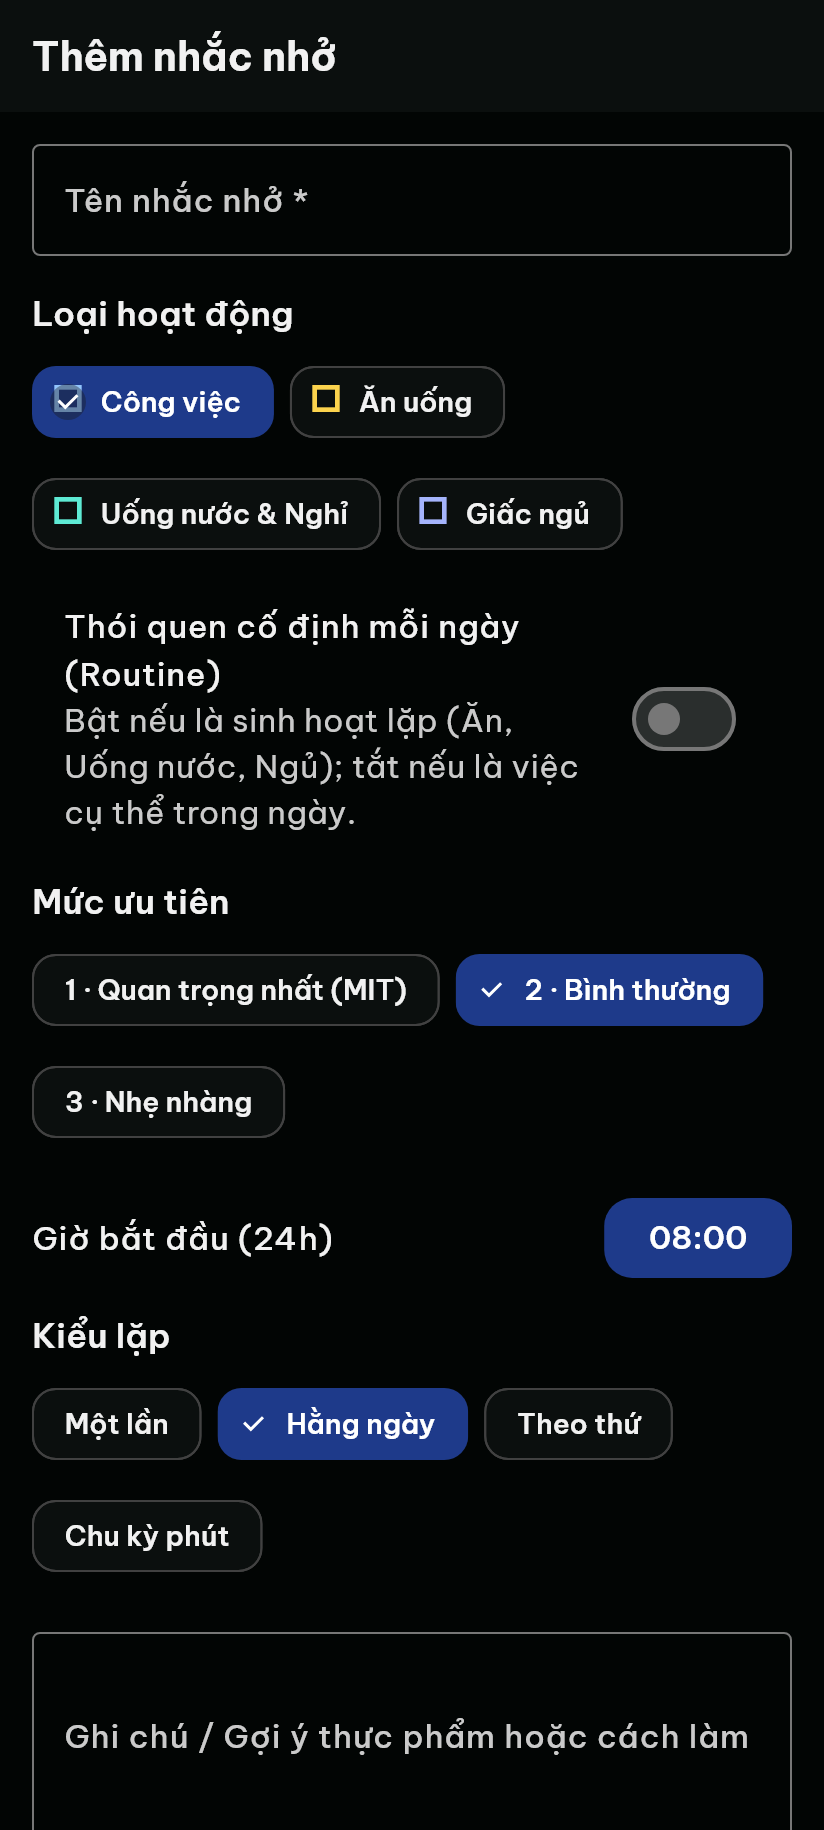 Thêm nhắc nhở
Tên nhắc nhở *
Loại hoạt động
Công việc
Ăn uống
Uống nước & Nghỉ
Giấc ngủ
Thói quen cố định mỗi ngày
(Routine)
Bật nếu là sinh hoạt lặp (Ăn,
Uống nước, Ngủ); tắt nếu là việc
cụ thể trong ngày.
Mức ưu tiên
1 · Quan trọng nhất (MIT)
2 · Bình thường
3 · Nhẹ nhàng
Giờ bắt đầu (24h)
08:00
Kiểu lặp
Một lần
Hằng ngày
Theo thứ
Chu kỳ phút
Ghi chú / Gợi ý thực phẩm hoặc cách làm